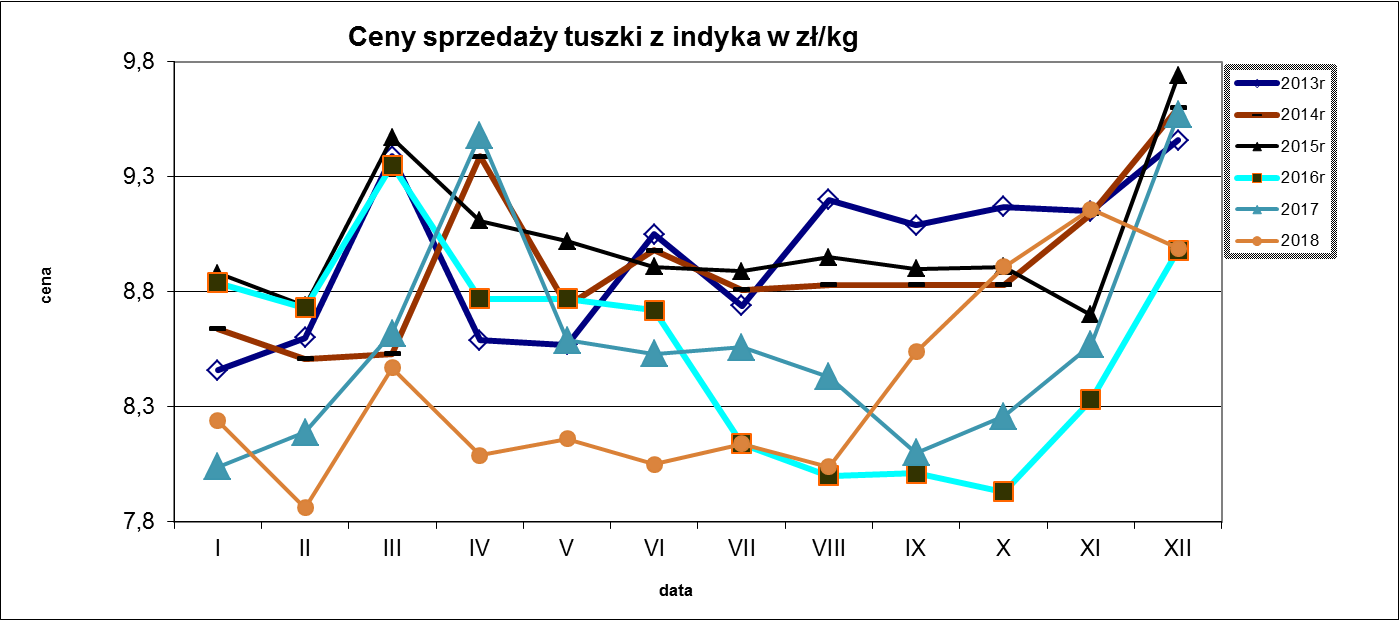 Ceny sprzedaży tuszki z indyka w zł/kg
9,8
9,3
8,8
8,3
7,8
cena
I II III IV V VI VII VIII IX X XI XII
data
2013r
2014r
2015r
2016r
2017
2018